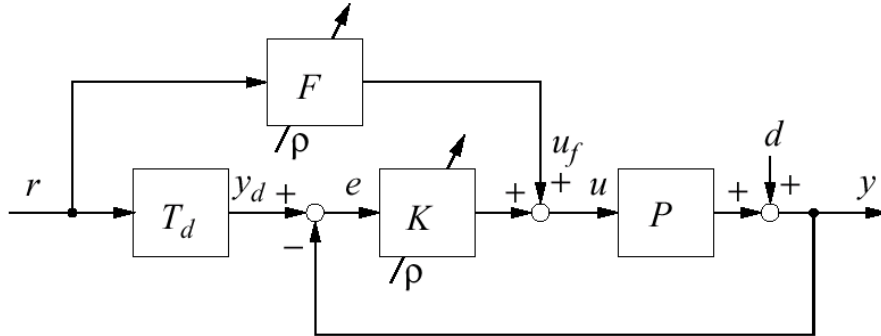 F
ρ
d
u_f
r
y_d
+
e
+
+
u
+
+
y
T_d
K
P
−
ρ